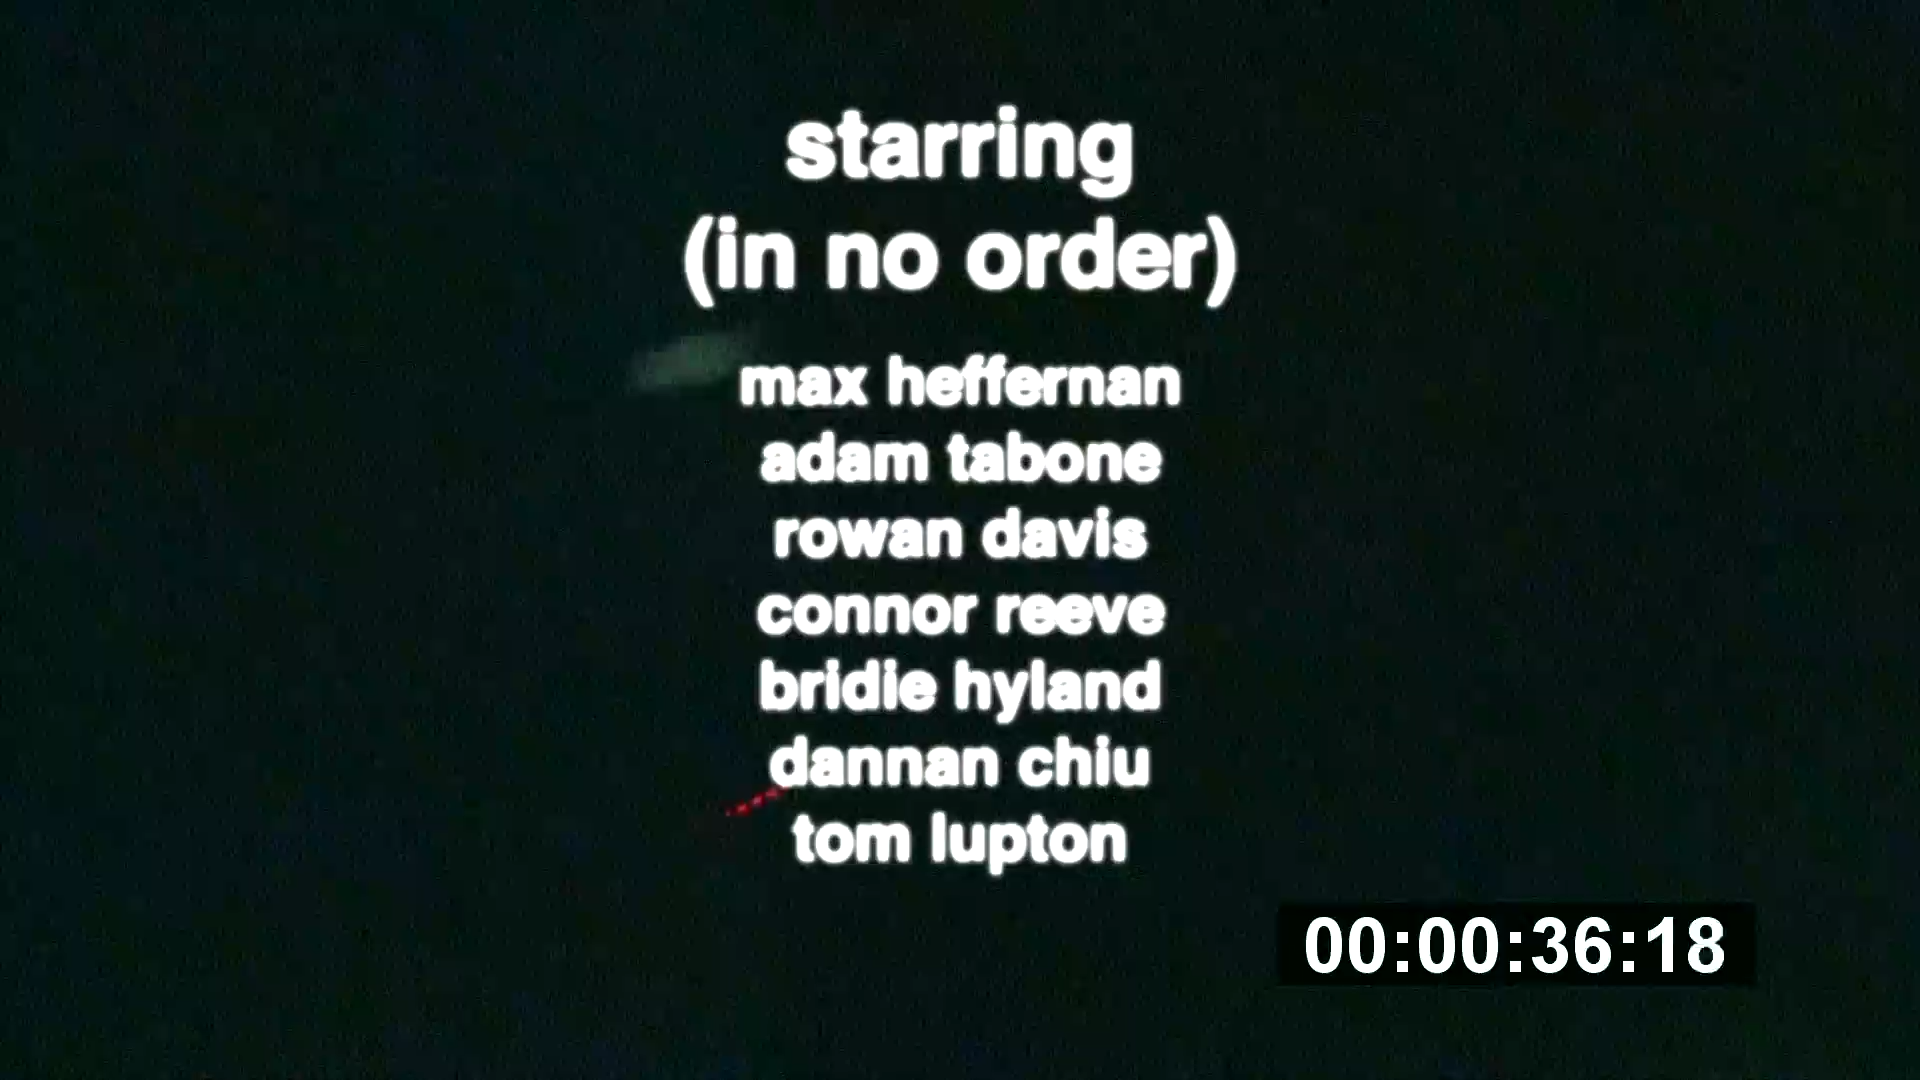 starring
(in no order)
max heffernan
adam tabone
rowan davis
connor reeve
bridie hyland
dannan chiu
tom lupton
00:00:36:18